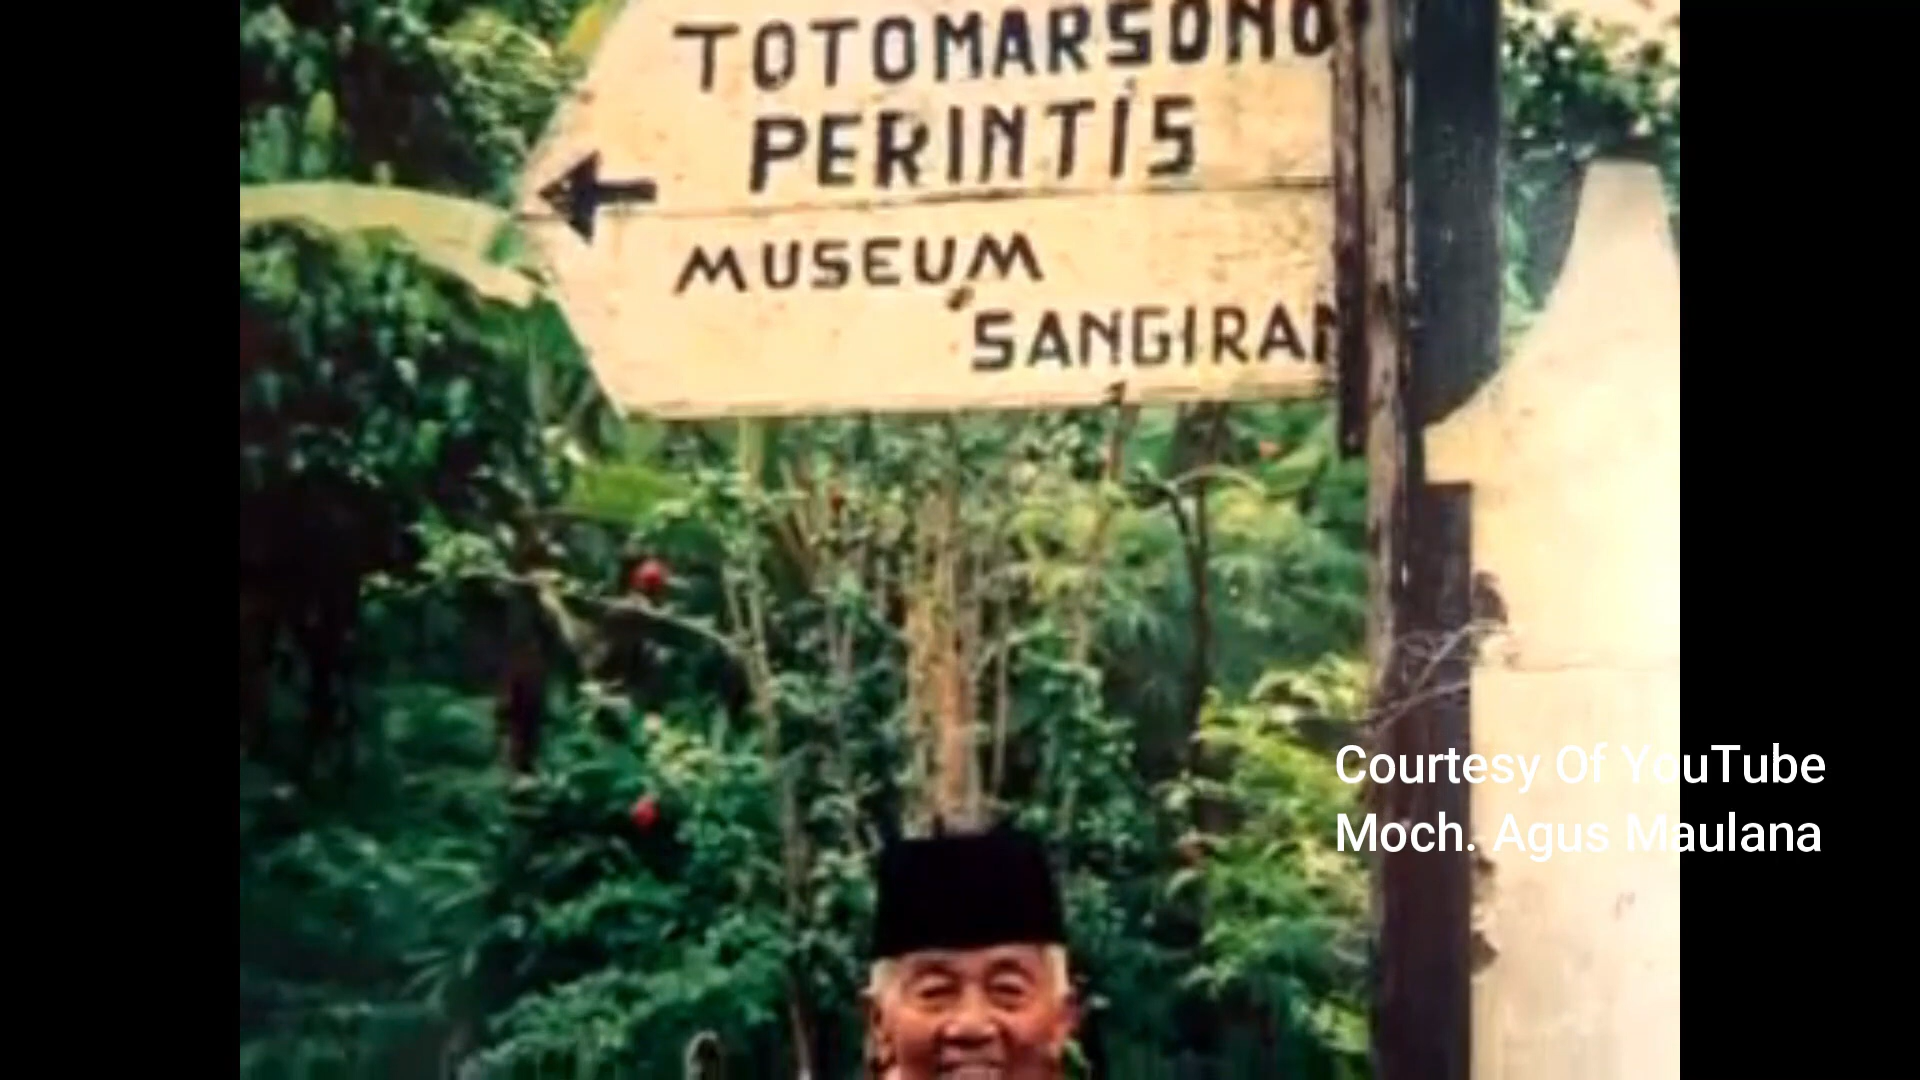 TOTOMARSONO
PERINTIS
MUSEUM
SANGIRAN
Courtesy Of YouTube
Moch. Agus Maulana